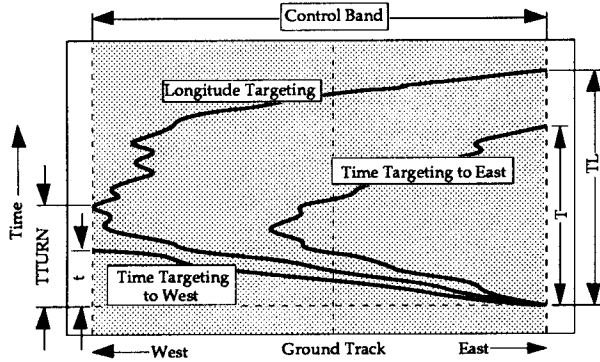 Control Band
Longitude Targeting
Time Targeting to East
Time
TTURN
t
Time Targeting
to West
T
TL
West
Ground Track
East